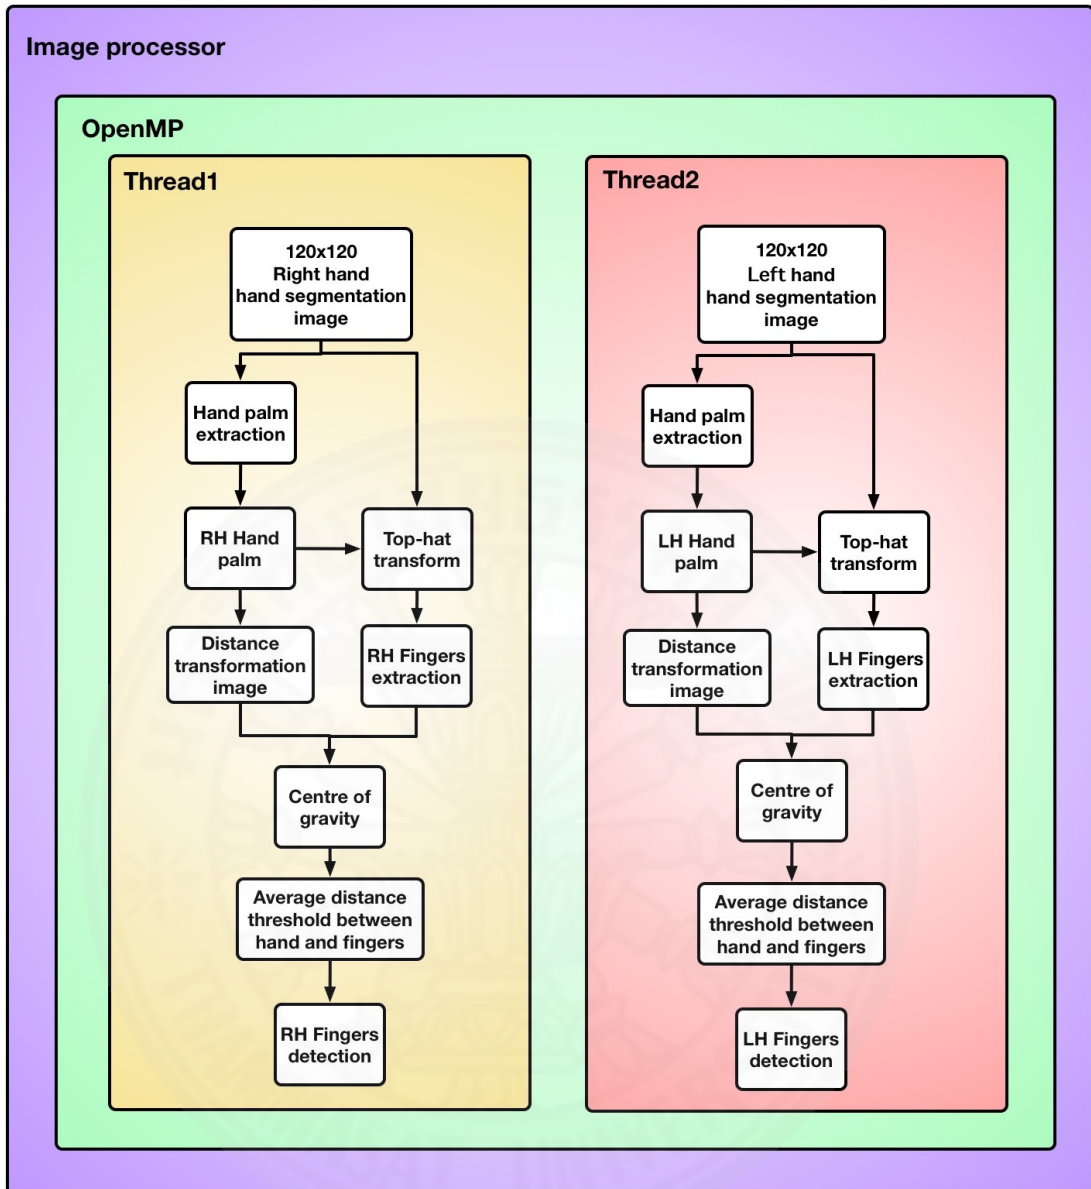 Image processor
OpenMP
Thread1
120x120
Right hand
hand segmentation
image
Hand palm
extraction
RH Hand
palm
Top-hat
transform
Distance
transformation
image
RH Fingers
extraction
Centre of
gravity
Average distance
threshold between
hand and fingers
RH Fingers
detection
Thread2
120x120
Left hand
hand segmentation
image
Hand palm
extraction
LH Hand
palm
Top-hat
transform
Distance
transformation
image
LH Fingers
extraction
Centre of
gravity
Average distance
threshold between
hand and fingers
LH Fingers
detection